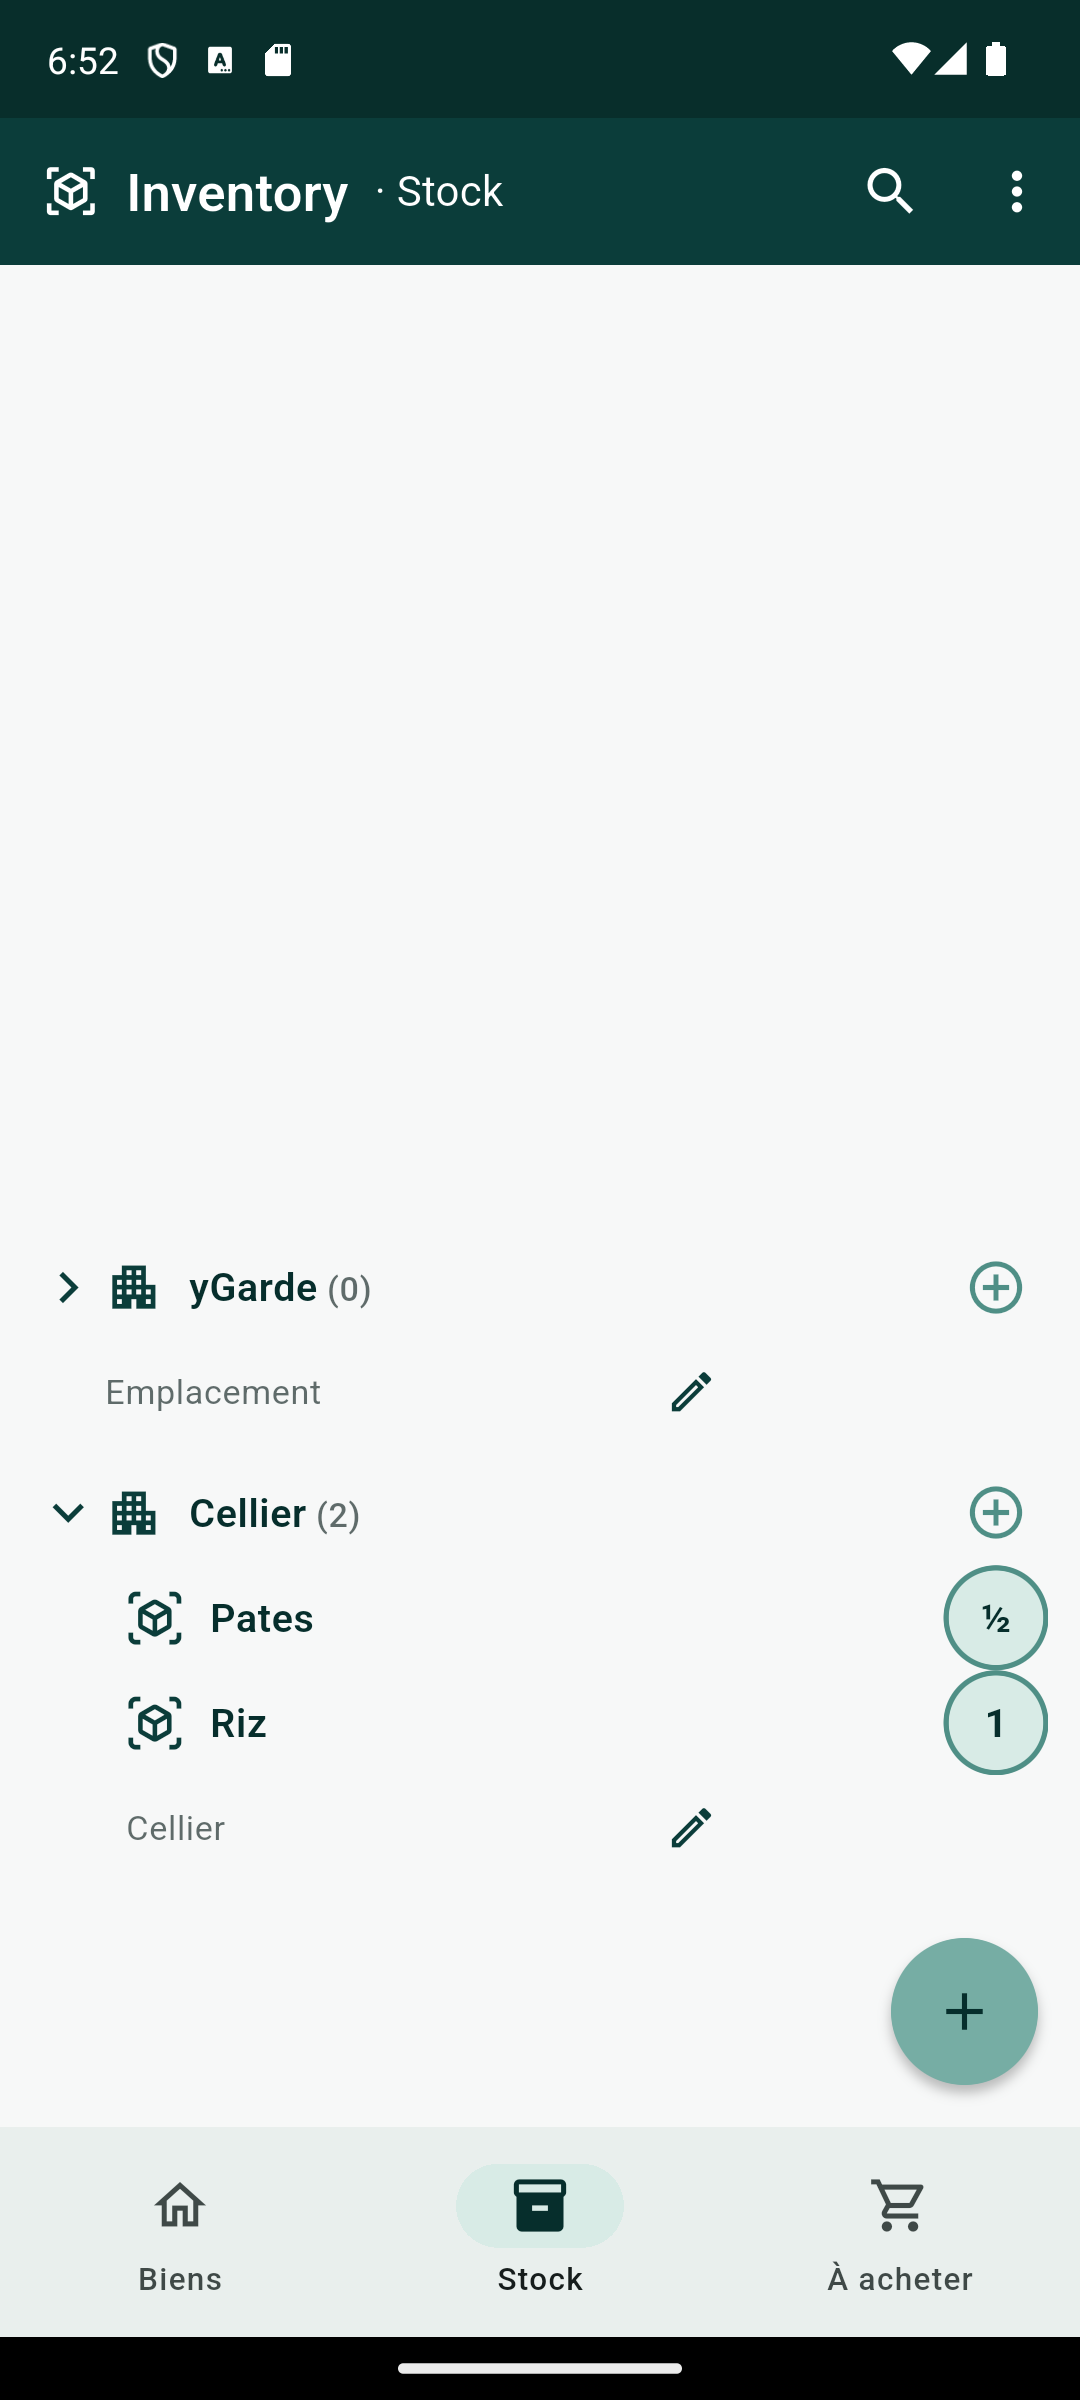 6:52
Inventory · Stock
yGarde (0)
Emplacement
Cellier (2)
Pates ½
Riz 1
Cellier
Biens Stock À acheter